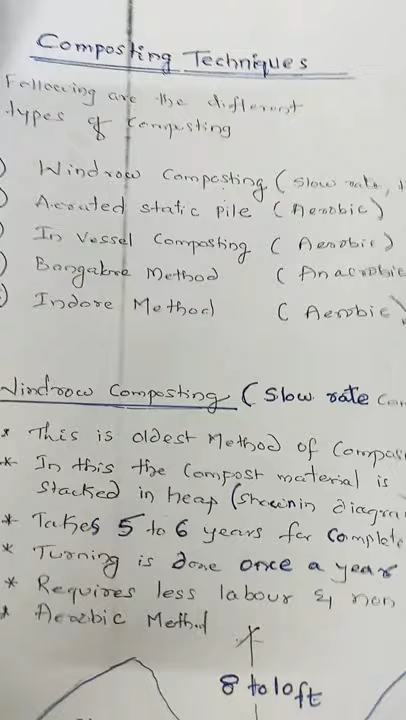 Composting Techniques
Following are the different
types of Composting
Windrow Composting (Slow rate,
Aerated static pile (Aerobic)
In Vessel Composting (Aerobic)
Bangalore Method (Anaerobic
Indore Method (Aerobic)
Windrow Composting (Slow rate
* This is oldest Method of
* In this the Compost material is
stacked in heap (shown in
* Takes 5 to 6 years for
* Turning is done once a year
* Requires less labour & non
* Aerobic Method
8 to 10 ft